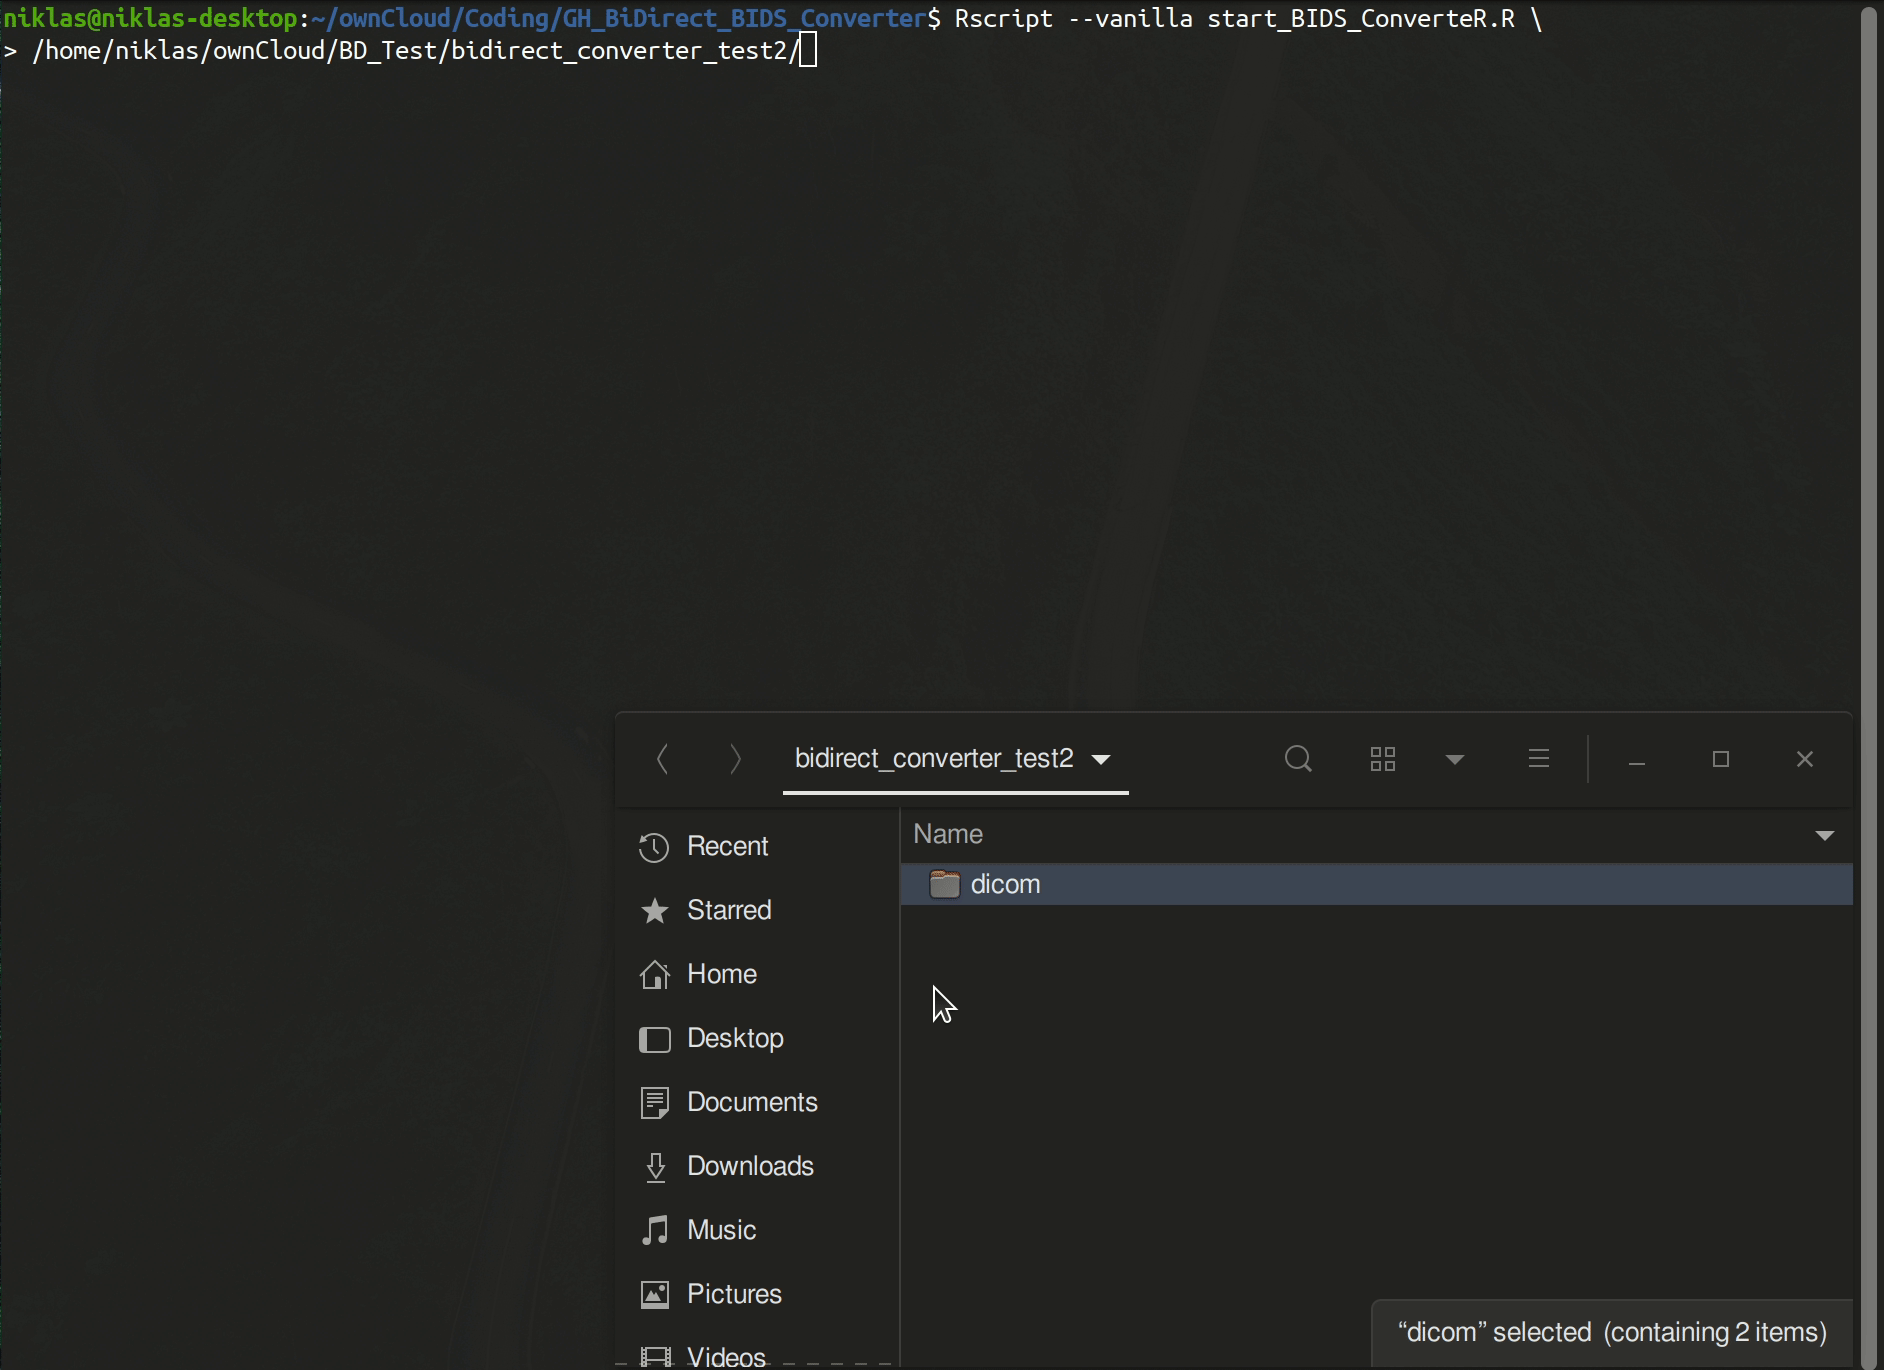 niklas@niklas-desktop:~/ownCloud/Coding/GH_BiDirect_BIDS_Converter$ Rscript --vanilla start_BIDS_ConverteR.R \
> /home/niklas/ownCloud/BD_Test/bidirect_converter_test2/
bidirect_converter_test2
Name
Recent
dicom
Starred
Home
Desktop
Documents
Downloads
Music
Pictures
Videos
“dicom” selected (containing 2 items)